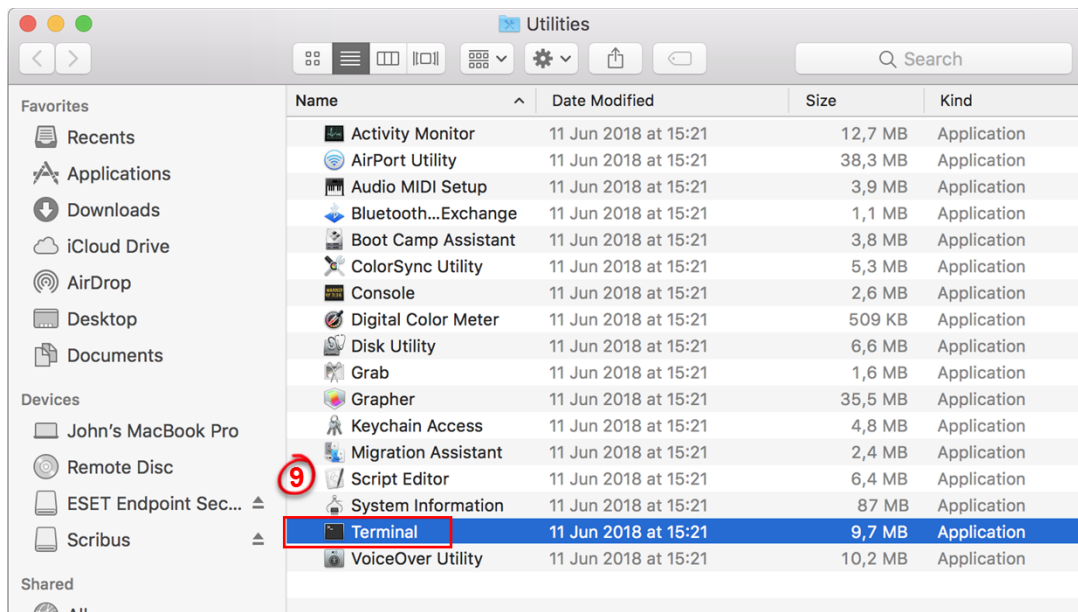 Utilities
Search
Favorites
Recents
Applications
Downloads
iCloud Drive
AirDrop
Desktop
Documents
Devices
John's MacBook Pro
Remote Disc
ESET Endpoint Sec...
Scribus
Shared
Name Date Modified Size Kind
Activity Monitor 11 Jun 2018 at 15:21 12,7 MB Application
AirPort Utility 11 Jun 2018 at 15:21 38,3 MB Application
Audio MIDI Setup 11 Jun 2018 at 15:21 3,9 MB Application
Bluetooth...Exchange 11 Jun 2018 at 15:21 1,1 MB Application
Boot Camp Assistant 11 Jun 2018 at 15:21 3,8 MB Application
ColorSync Utility 11 Jun 2018 at 15:21 5,3 MB Application
Console 11 Jun 2018 at 15:21 2,6 MB Application
Digital Color Meter 11 Jun 2018 at 15:21 509 KB Application
Disk Utility 11 Jun 2018 at 15:21 6,6 MB Application
Grab 11 Jun 2018 at 15:21 1,6 MB Application
Grapher 11 Jun 2018 at 15:21 35,5 MB Application
Keychain Access 11 Jun 2018 at 15:21 4,8 MB Application
Migration Assistant 11 Jun 2018 at 15:21 2,4 MB Application
9
Script Editor 11 Jun 2018 at 15:21 6,4 MB Application
System Information 11 Jun 2018 at 15:21 87 MB Application
Terminal 11 Jun 2018 at 15:21 9,7 MB Application
VoiceOver Utility 11 Jun 2018 at 15:21 10,2 MB Application